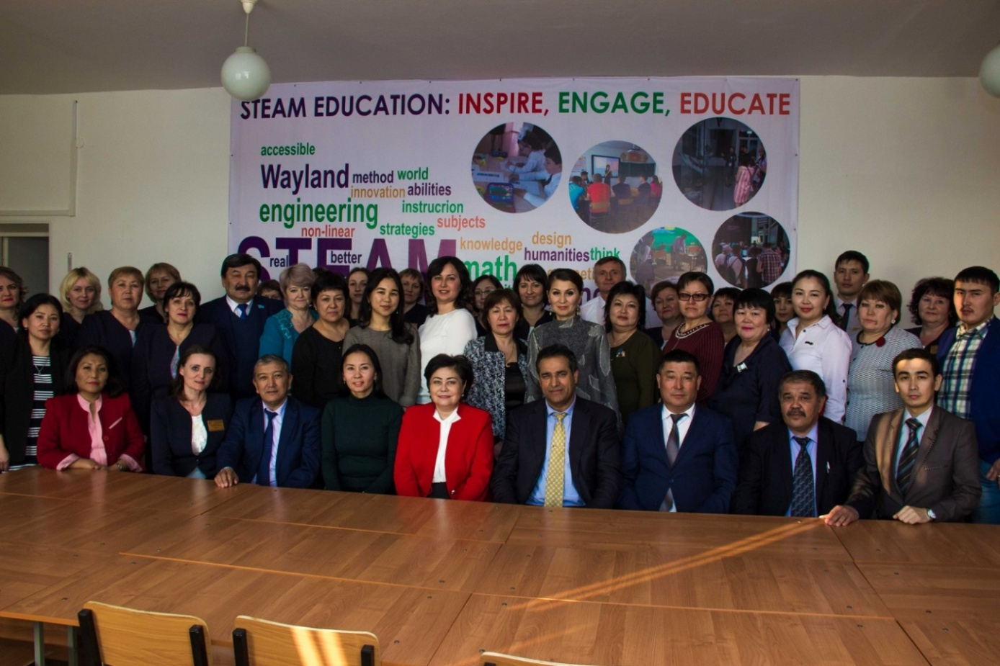 STEAM EDUCATION: INSPIRE, ENGAGE, EDUCATE
accessible
Wayland method world
innovation abilities
engineering instrucrion
non-linear strategies subjects
STEAM knowledge design
real better math humanities think